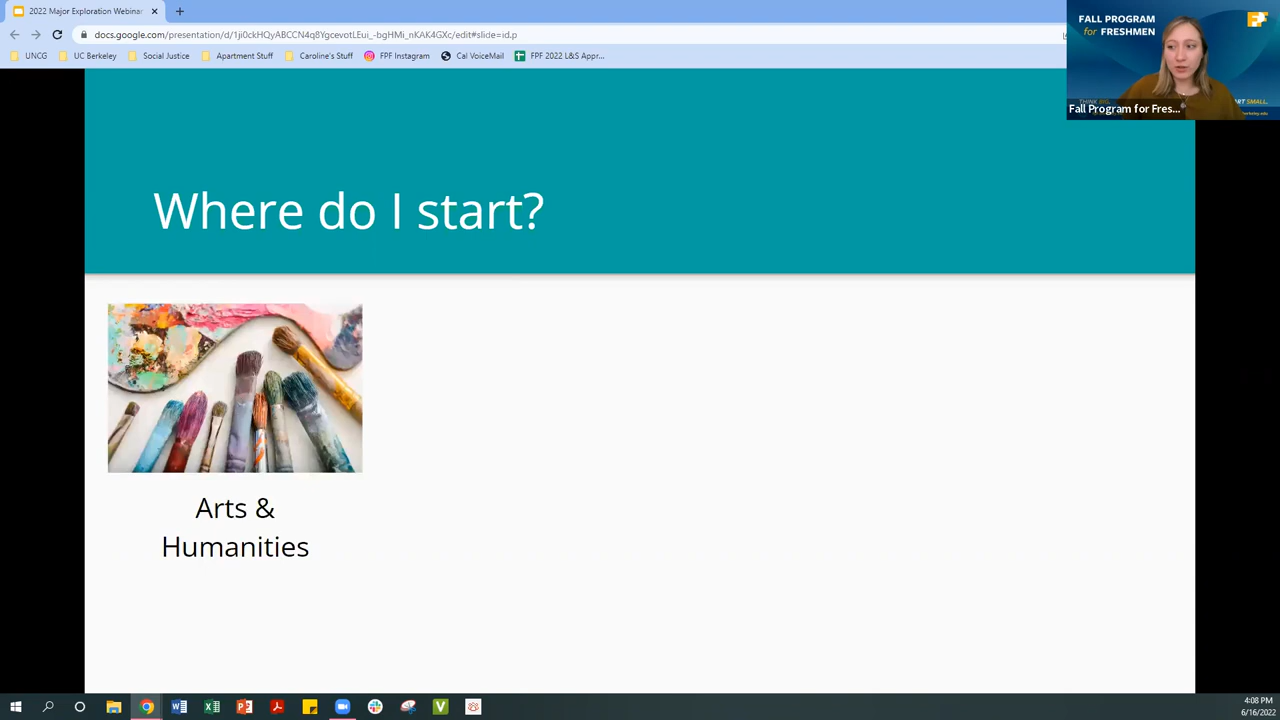 2022 Major Exploration Webinar
docs.google.com/presentation/d/1ji0ckHQyABCCN4q8YgcevotLEui_-bgHMi_nKAK4GXc/edit#slide=id.p
UNCG
UC Berkeley
Social Justice
Apartment Stuff
Caroline's Stuff
FPF Instagram
Cal VoiceMail
FPF 2022 L&S Appr...
FALL PROGRAM
for FRESHMEN
ART SMALL.
Fall Program for Fres...
Where do I start?
Arts &
Humanities
4:08 PM
6/16/2022